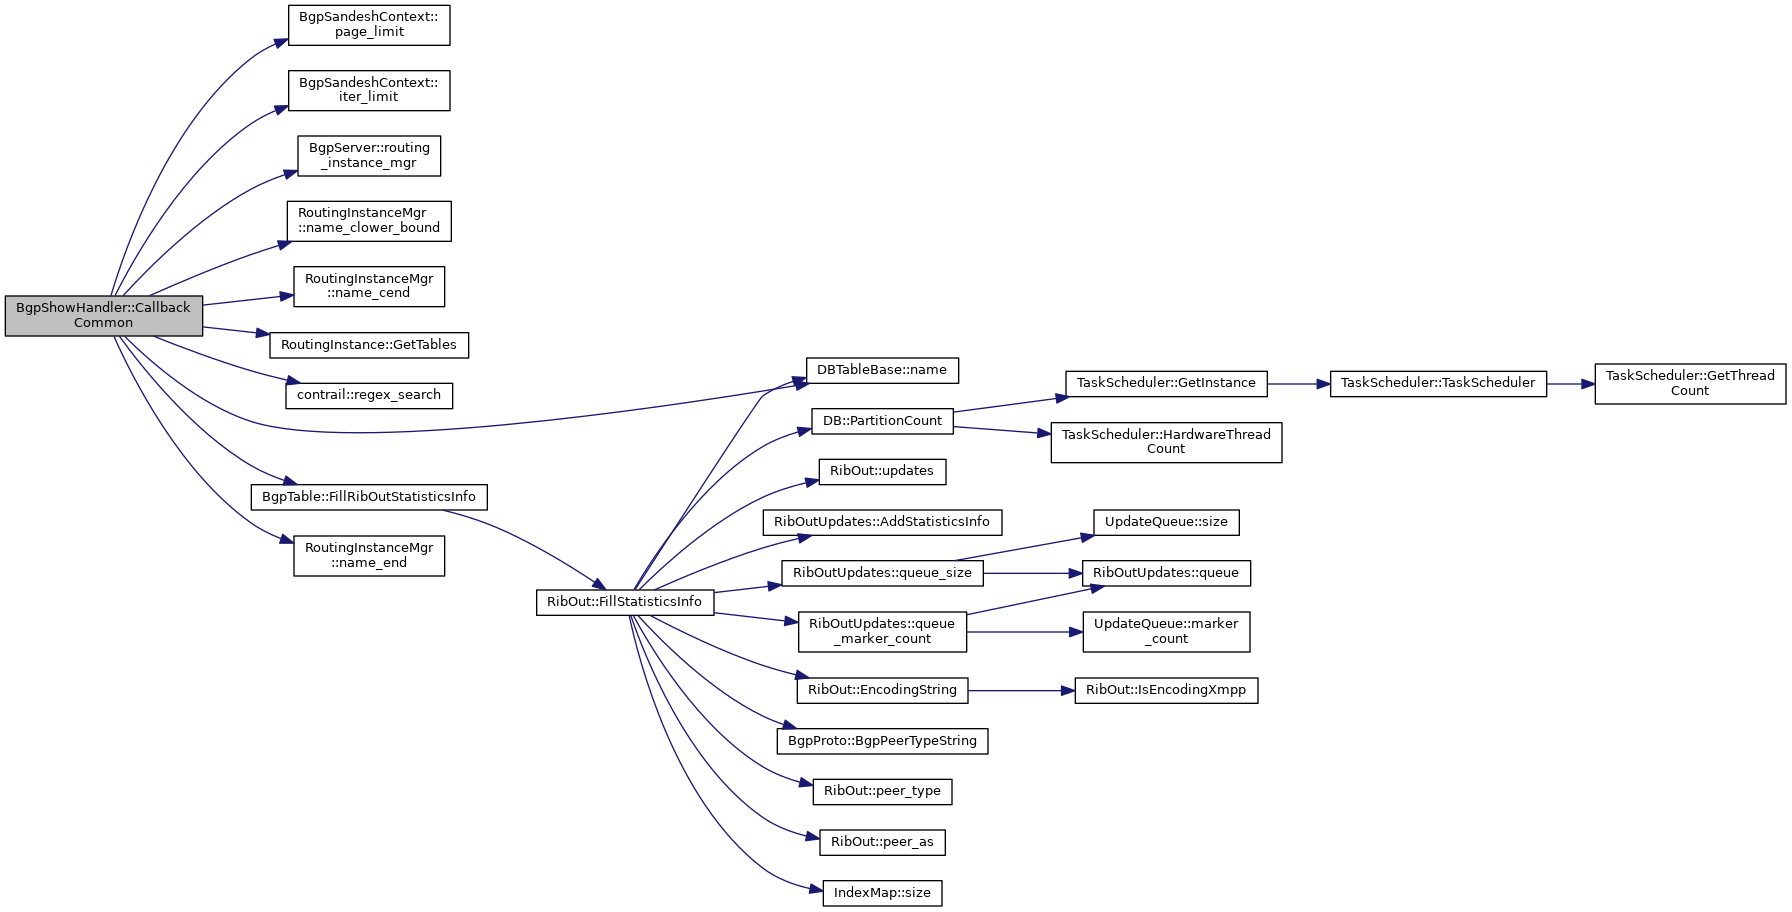 BgpSandeshContext::
page_limit
BgpSandeshContext::
iter_limit
BgpServer::routing
_instance_mgr
RoutingInstanceMgr
::name_clower_bound
RoutingInstanceMgr
::name_cend
BgpShowHandler::Callback
Common
RoutingInstance::GetTables
contrail::regex_search
BgpTable::FillRibOutStatisticsInfo
RoutingInstanceMgr
::name_end
RibOut::FillStatisticsInfo
DBTableBase::name
DB::PartitionCount
RibOut::updates
RibOutUpdates::AddStatisticsInfo
RibOutUpdates::queue_size
RibOutUpdates::queue
_marker_count
RibOut::EncodingString
BgpProto::BgpPeerTypeString
RibOut::peer_type
RibOut::peer_as
IndexMap::size
TaskScheduler::GetInstance
TaskScheduler::HardwareThread
Count
UpdateQueue::size
RibOutUpdates::queue
UpdateQueue::marker
_count
RibOut::IsEncodingXmpp
TaskScheduler::TaskScheduler
TaskScheduler::GetThread
Count